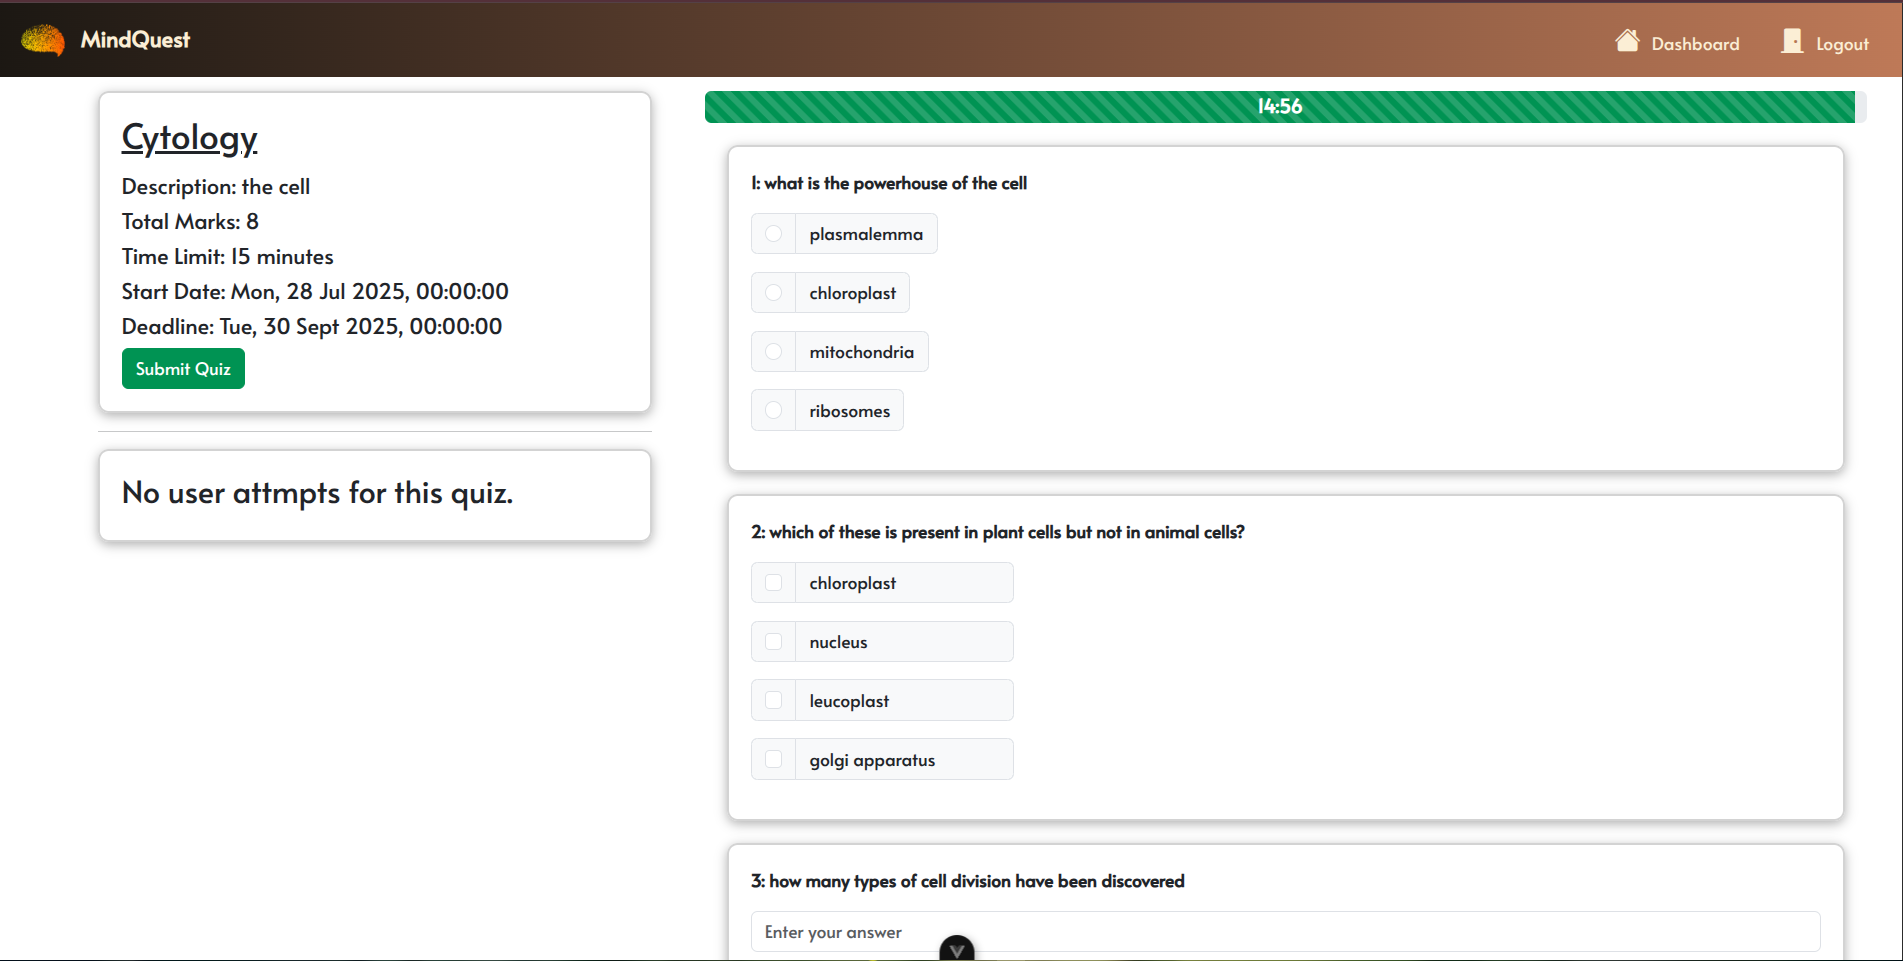 MindQuest
Dashboard
Logout
Cytology
Description: the cell
Total Marks: 8
Time Limit: 15 minutes
Start Date: Mon, 28 Jul 2025, 00:00:00
Deadline: Tue, 30 Sept 2025, 00:00:00
Submit Quiz
No user attmpts for this quiz.
14:56
1: what is the powerhouse of the cell
plasmalemma
chloroplast
mitochondria
ribosomes
2: which of these is present in plant cells but not in animal cells?
chloroplast
nucleus
leucoplast
golgi apparatus
3: how many types of cell division have been discovered
Enter your answer